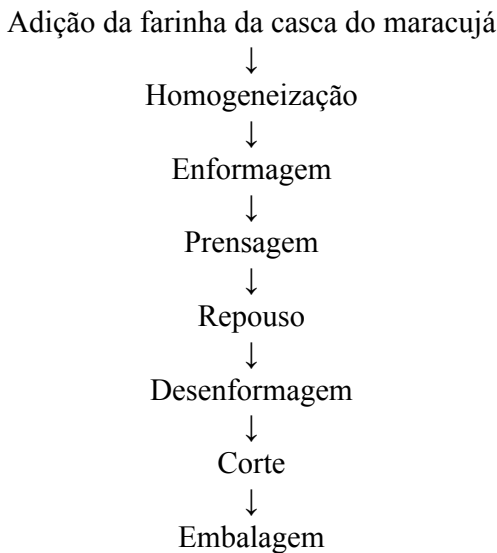 Adição da farinha da casca do maracujá
↓
Homogeneização
↓
Enformagem
↓
Prensagem
↓
Repouso
↓
Desenformagem
↓
Corte
↓
Embalagem